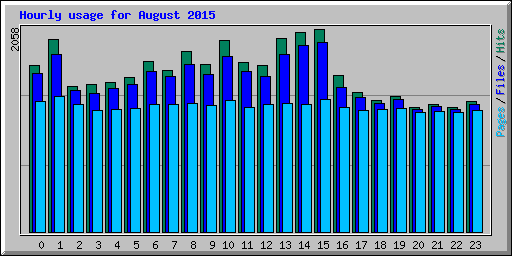 Hourly usage for August 2015
2058
Pages / Files / Hits
0 1 2 3 4 5 6 7 8 9 10 11 12 13 14 15 16 17 18 19 20 21 22 23